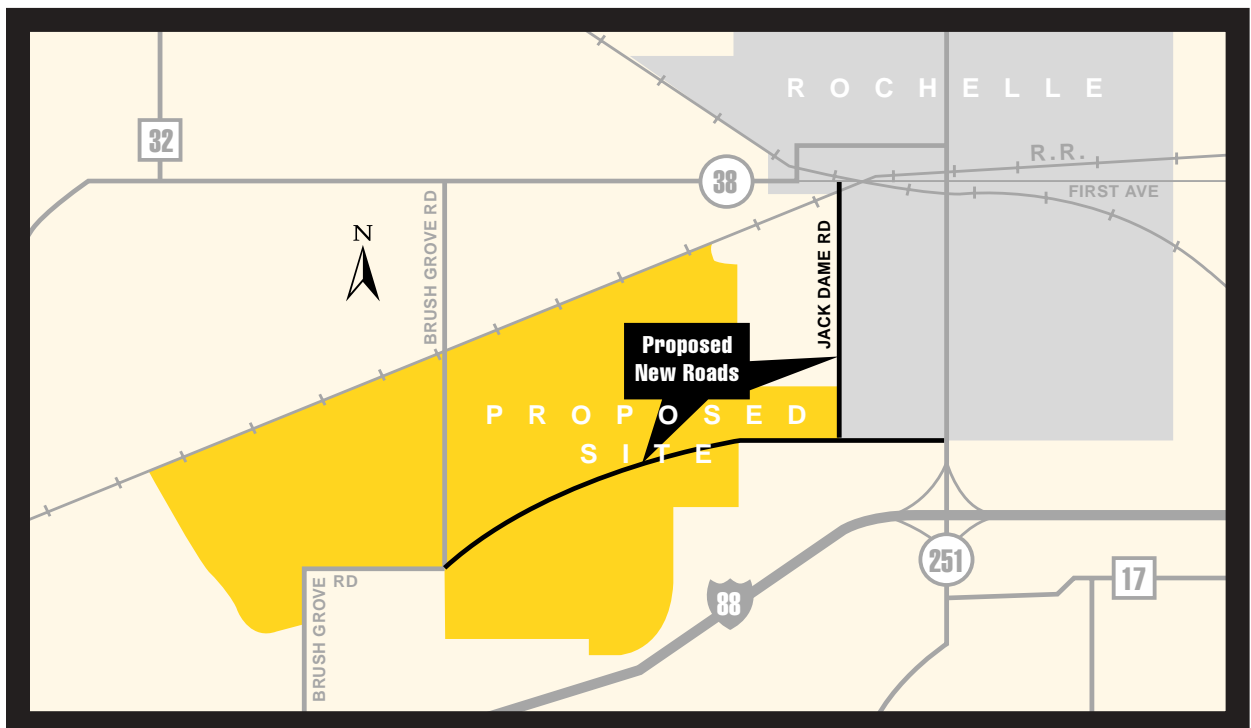 ROCHELLE
32
R.R.
38
FIRST AVE
BRUSH GROVE RD
JACK DAME RD
N
Proposed
New Roads
PROPOSED
SITE
251
17
RD
BRUSH GROVE
88